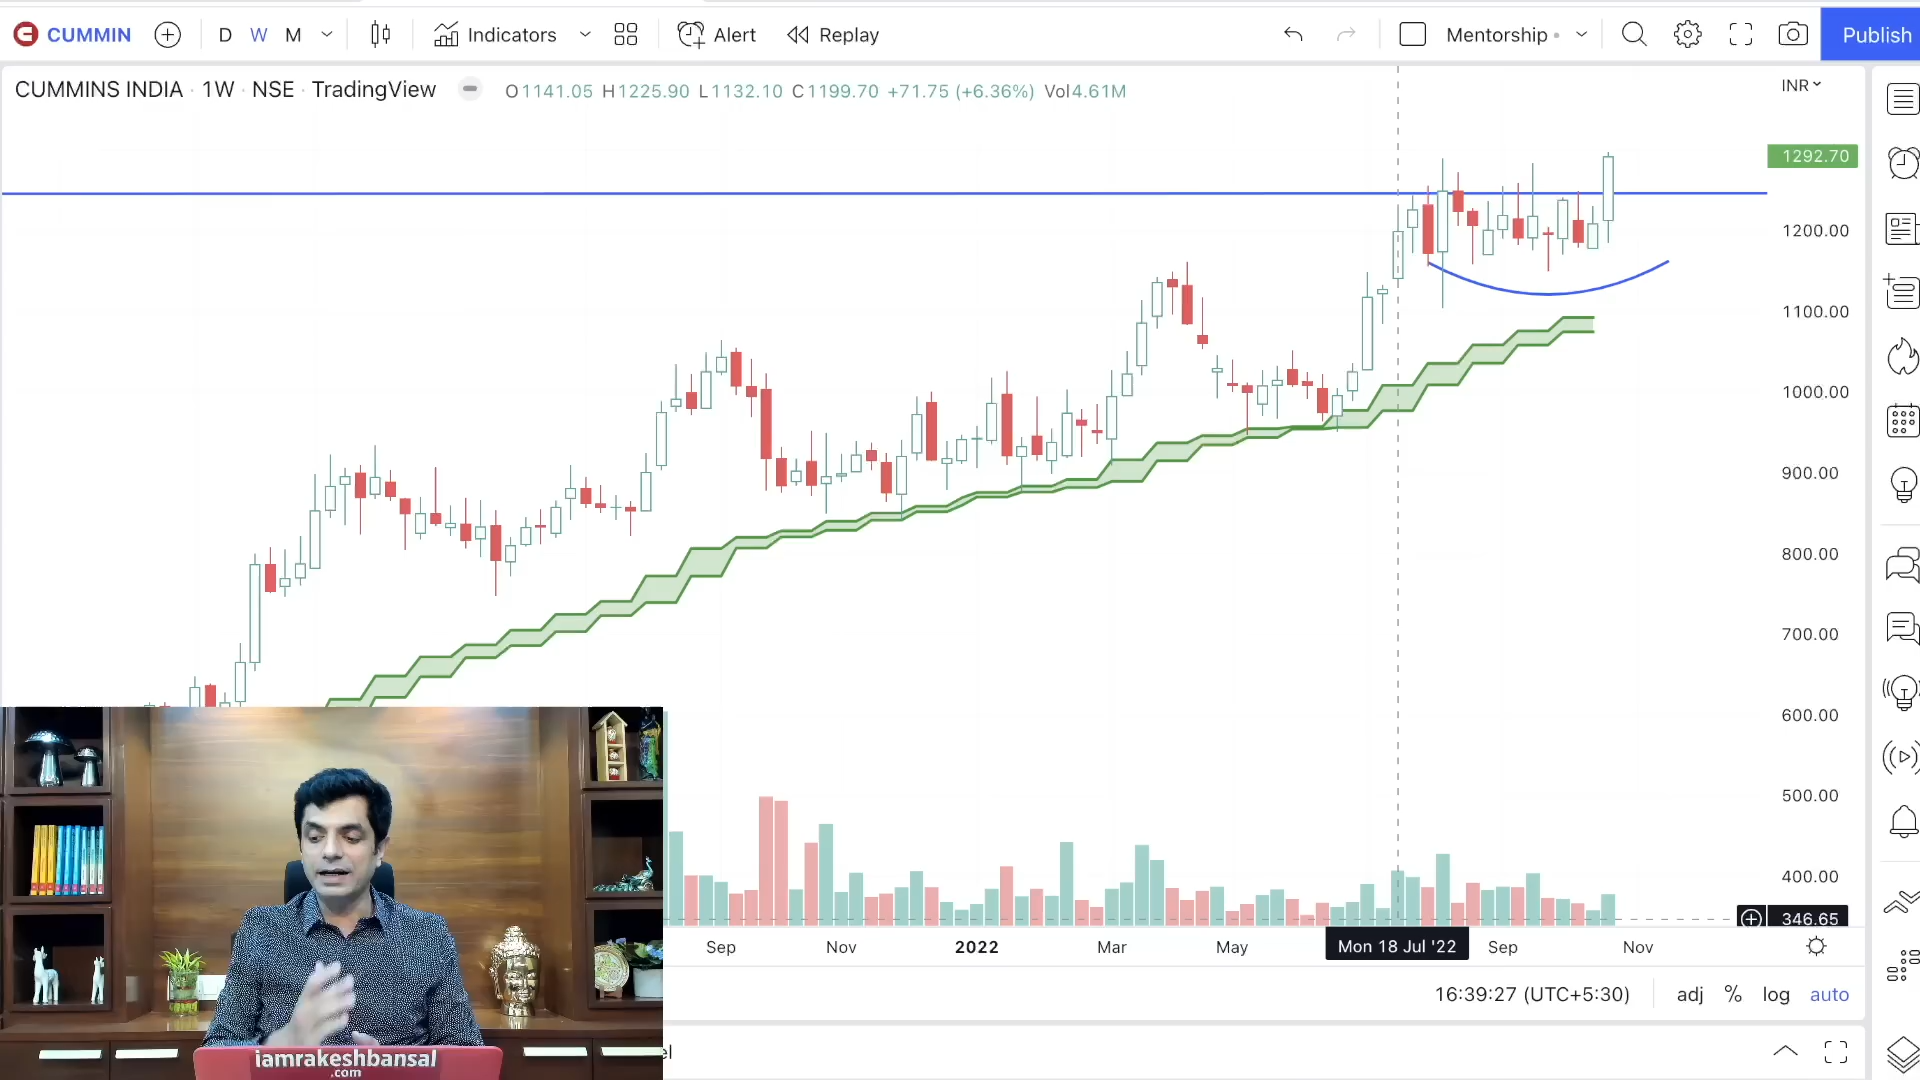 CUMMIN D W M Indicators Alert Replay Mentorship Publish
CUMMINS INDIA · 1W · NSE TradingView O1141.05 H1225.90 L1132.10 C1199.70 +71.75 (+6.36%) Vol4.61M
INR
1292.70
1200.00
1100.00
1000.00
900.00
800.00
700.00
600.00
500.00
400.00
346.65
Sep Nov 2022 Mar May Mon 18 Jul '22 Sep Nov
16:39:27 (UTC+5:30) adj % log auto
el
iamrakeshbansal
.com